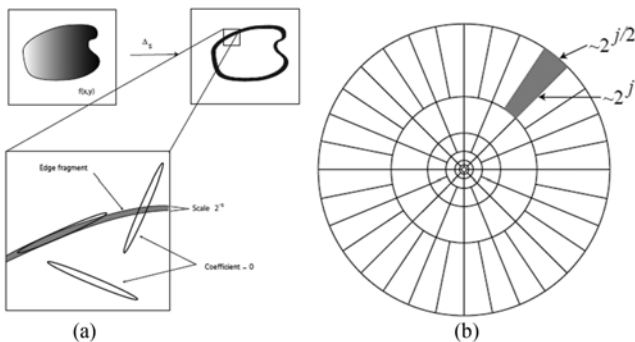 Δs
f(x,y)
Edge fragment
Scale 2⁻ˢ
Coefficient ~ 0
(a)
~2^{j/2}
~2^j
(b)